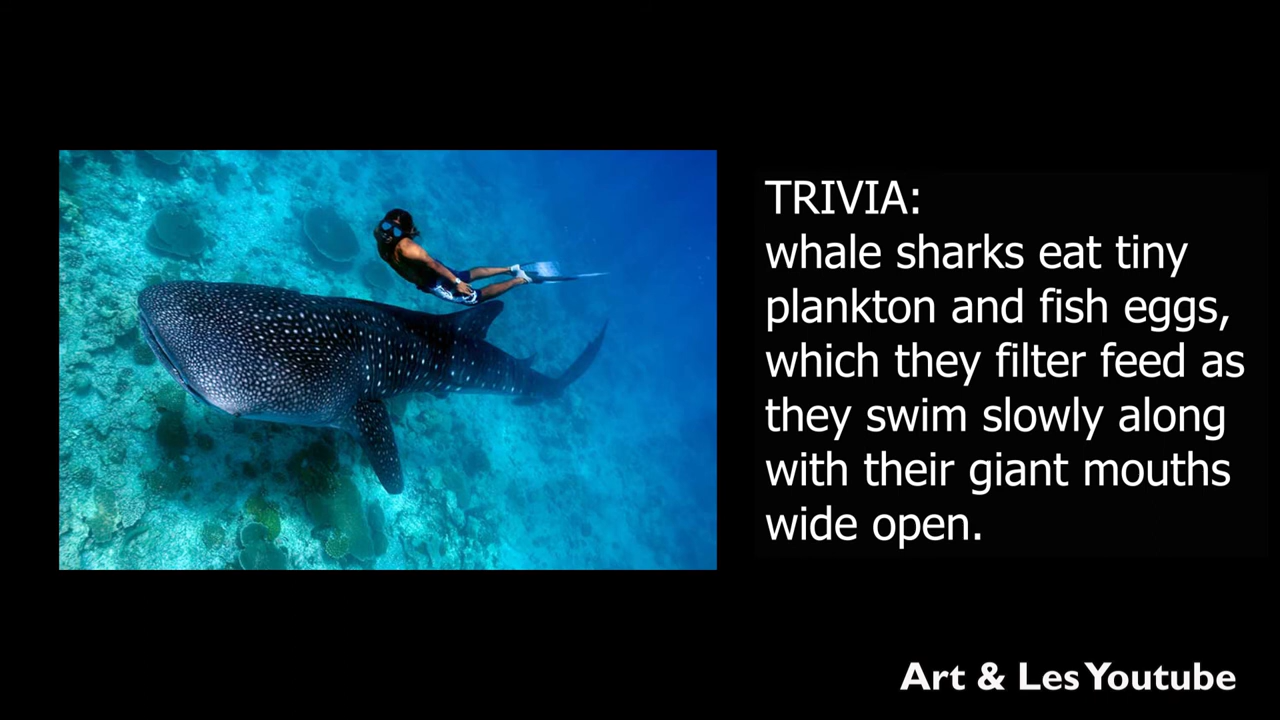 TRIVIA:
whale sharks eat tiny
plankton and fish eggs,
which they filter feed as
they swim slowly along
with their giant mouths
wide open.
Art & Les Youtube